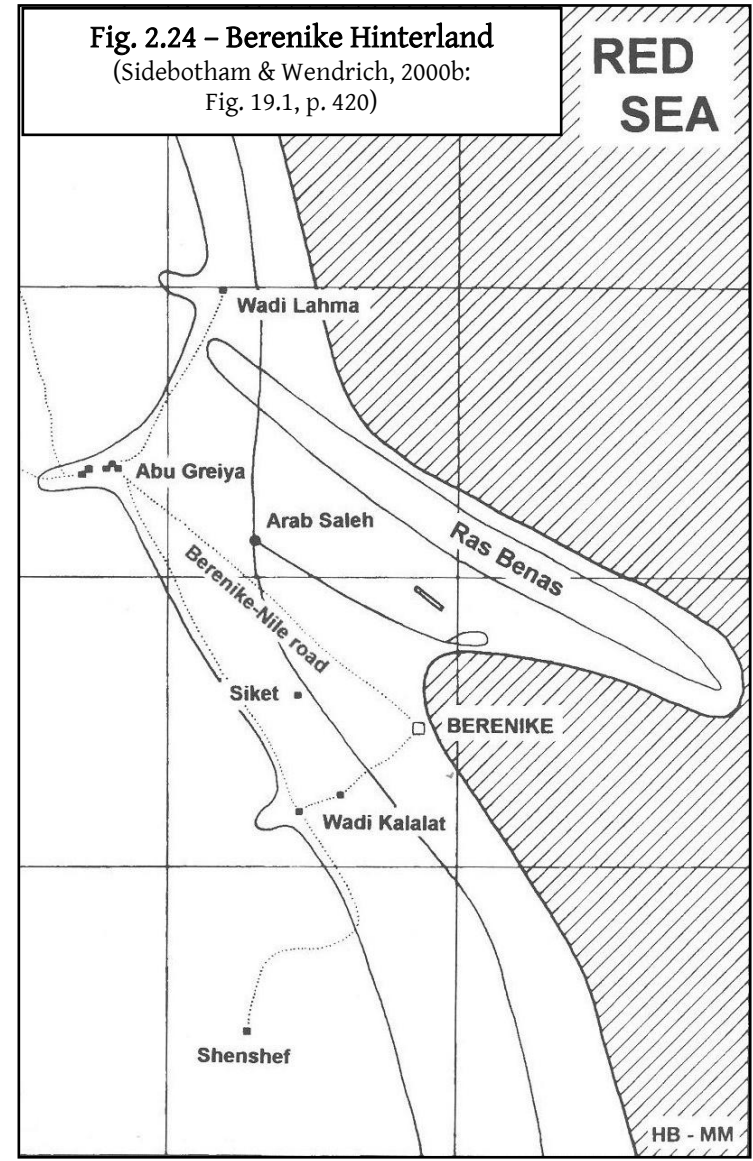 Fig. 2.24 – Berenike Hinterland
(Sidebotham & Wendrich, 2000b:
Fig. 19.1, p. 420)
RED
SEA
Wadi Lahma
Abu Greiya
Arab Saleh
Ras Benas
Berenike-Nile road
Siket
BERENIKE
Wadi Kalalat
Shenshef
HB - MM